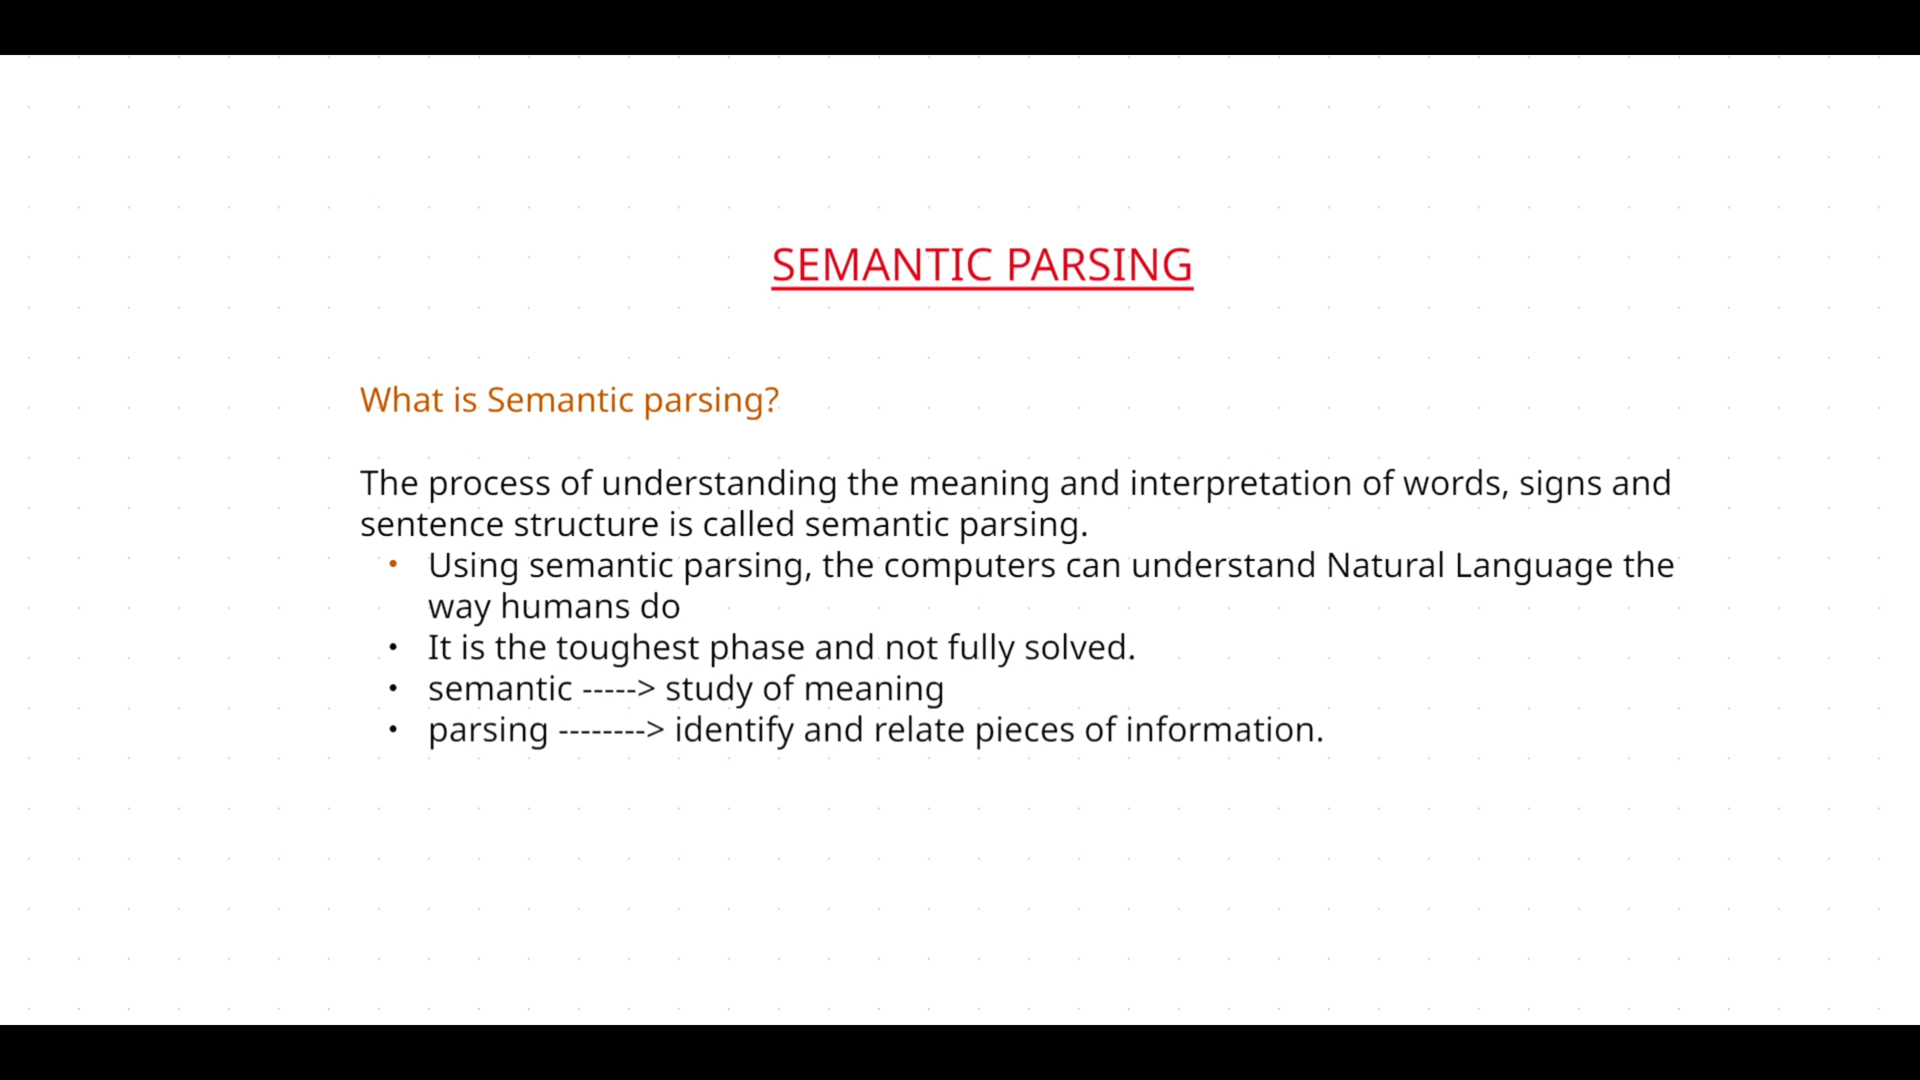 SEMANTIC PARSING
What is Semantic parsing?
The process of understanding the meaning and interpretation of words, signs and
sentence structure is called semantic parsing.
• Using semantic parsing, the computers can understand Natural Language the
way humans do
• It is the toughest phase and not fully solved.
• semantic -----> study of meaning
• parsing --------> identify and relate pieces of information.